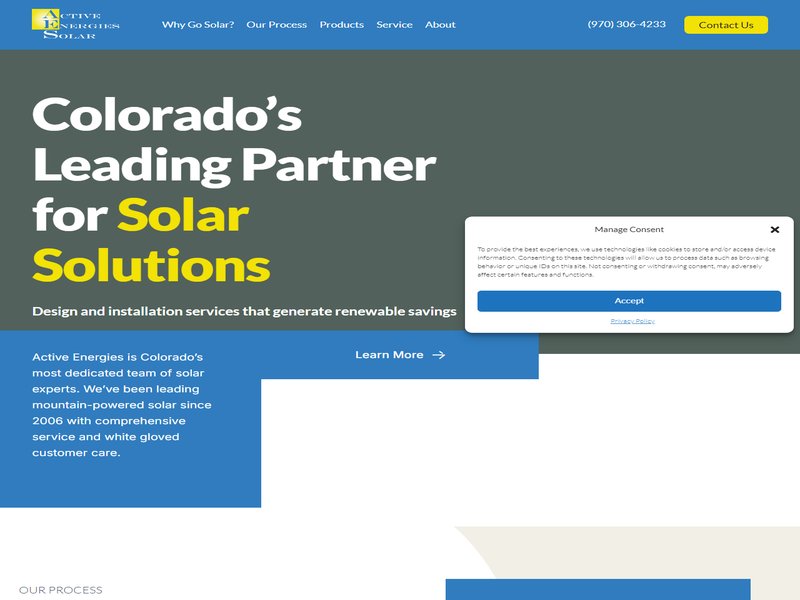 Active
Energies
Solar
Why Go Solar?
Our Process
Products
Service
About
(970) 306-4233
Contact Us
Colorado's
Leading Partner
for Solar
Solutions
Design and installation services that generate renewable savings
Manage Consent
To provide the best experiences, we use technologies like cookies to store and/or access device
information. Consenting to these technologies will allow us to process data such as browsing
behavior or unique IDs on this site. Not consenting or withdrawing consent, may adversely
affect certain features and functions.
Accept
Privacy Policy
Learn More
Active Energies is Colorado's
most dedicated team of solar
experts. We've been leading
mountain-powered solar since
2006 with comprehensive
service and white gloved
customer care.
OUR PROCESS